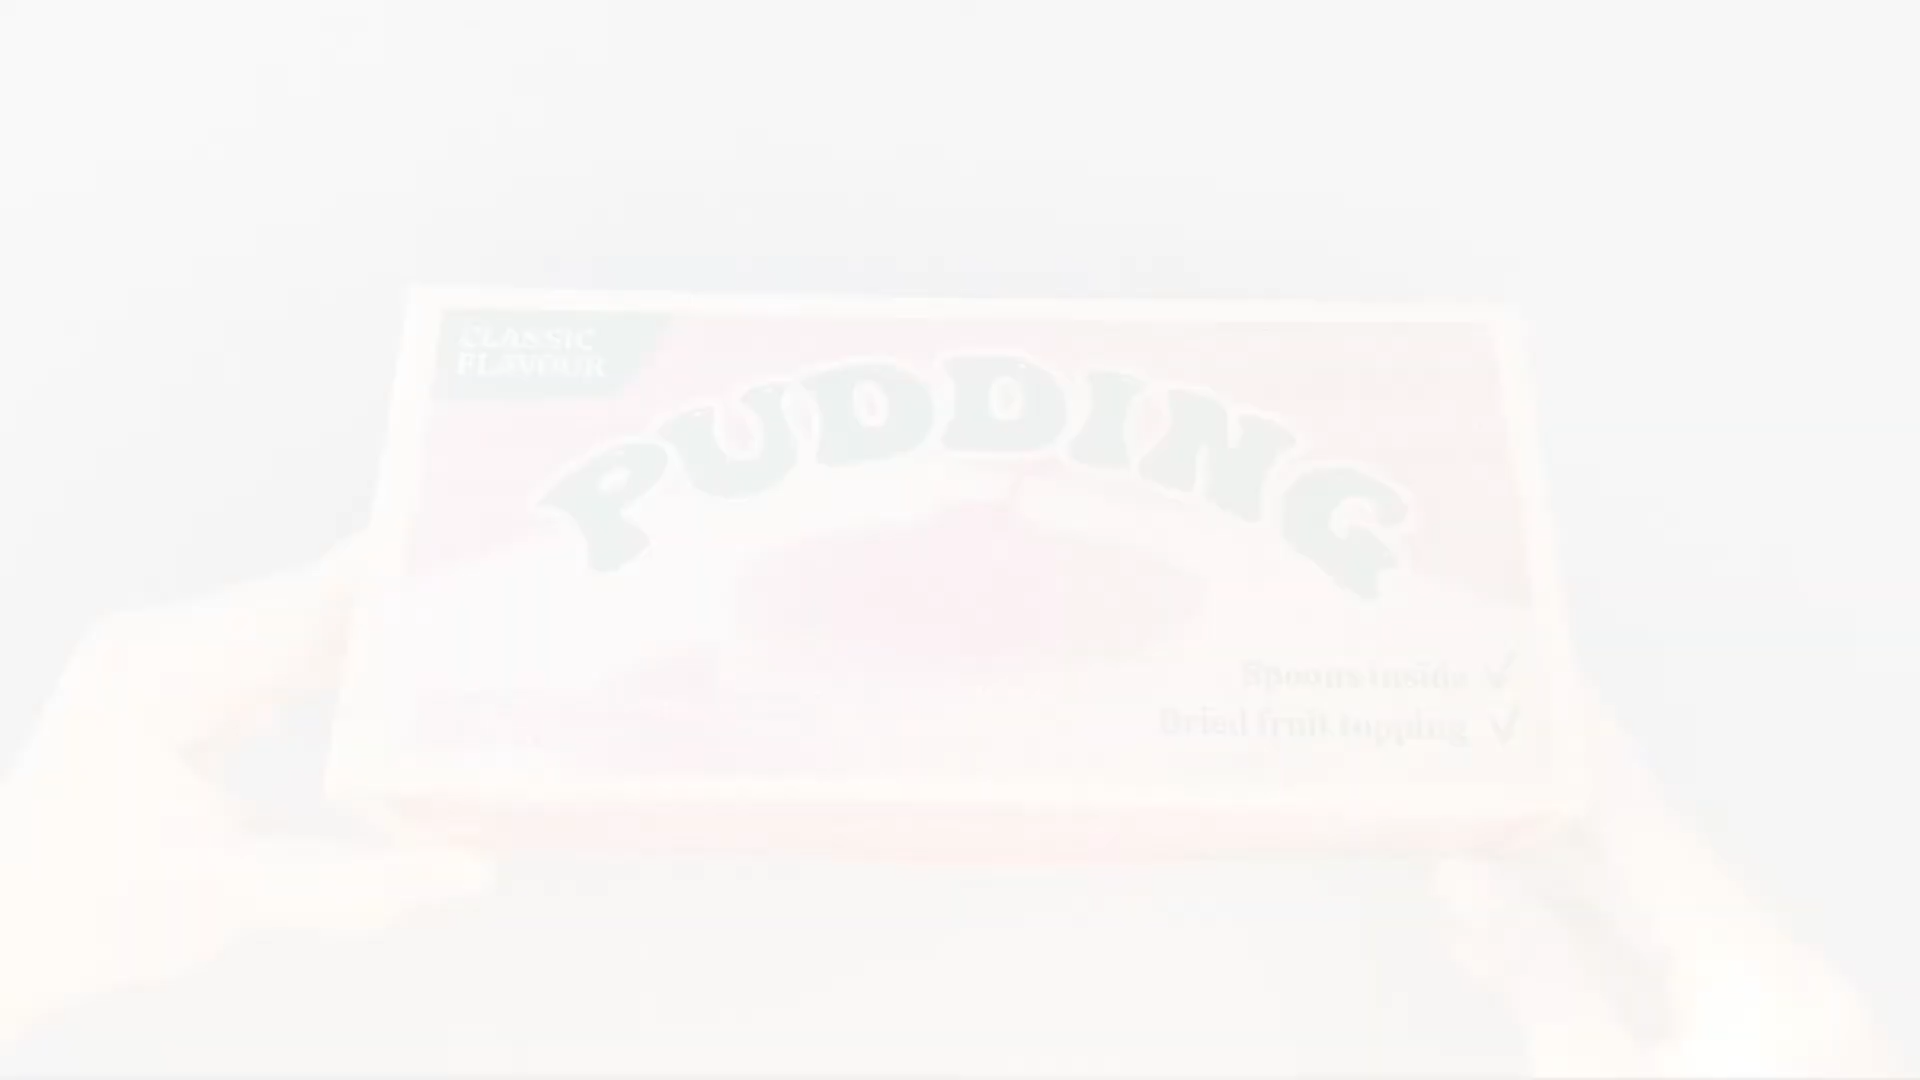 CLASSIC
FLAVOUR
PUDDING
Spoons inside ✓
Dried fruit topping ✓